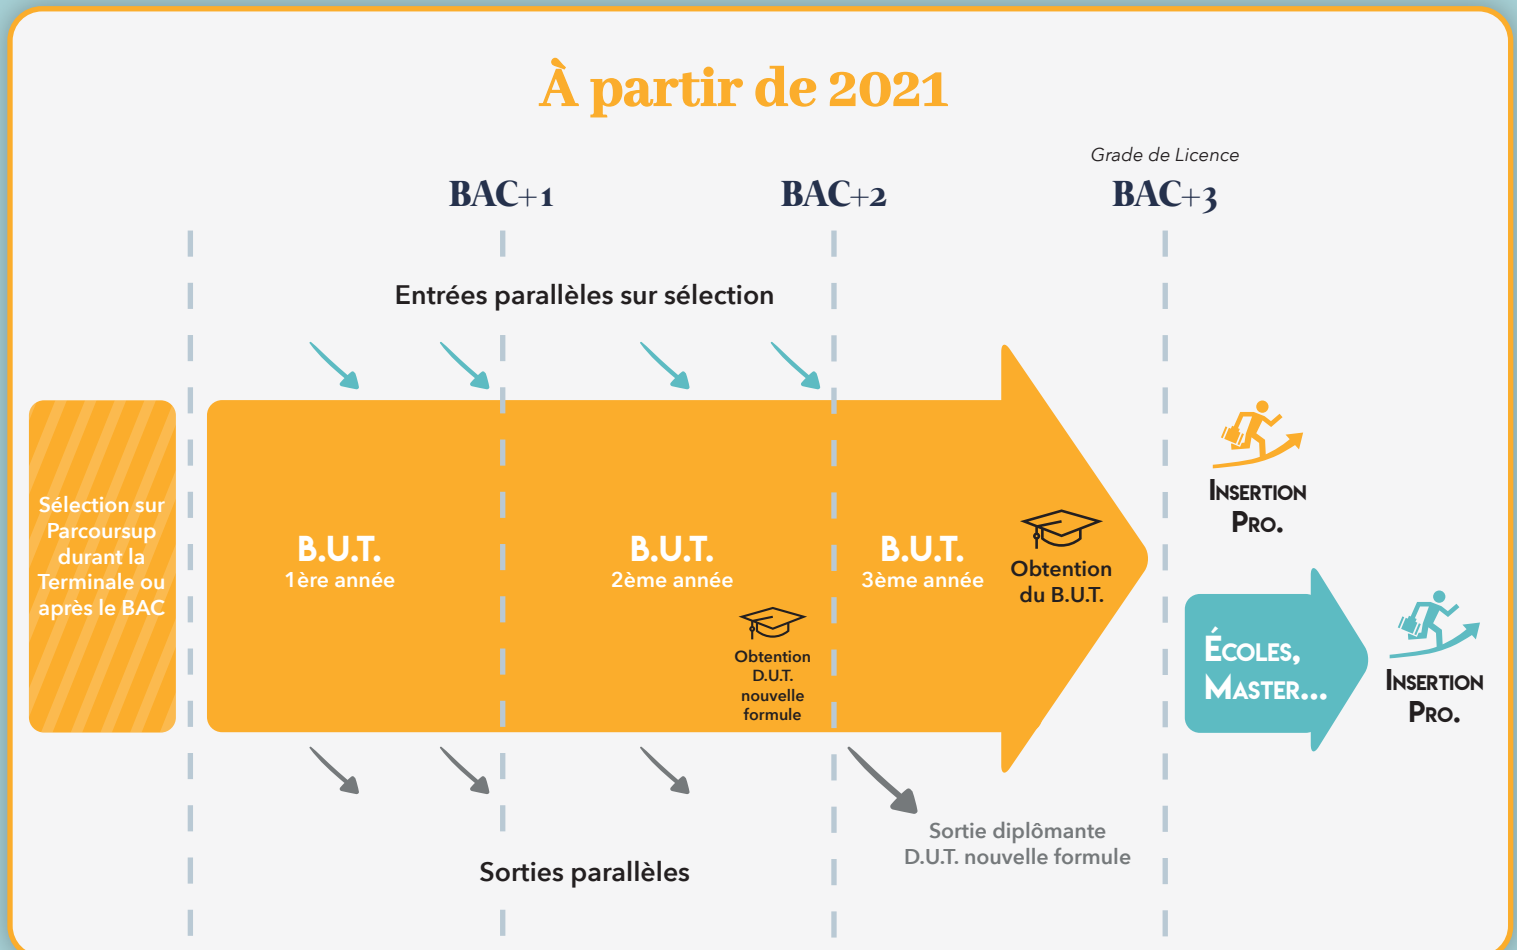 À partir de 2021
Grade de Licence
BAC+1
BAC+2
BAC+3
Entrées parallèles sur sélection
Sélection sur
Parcoursup
durant la
Terminale ou
après le BAC
B.U.T.
1ère année
B.U.T.
2ème année
Obtention
D.U.T.
nouvelle
formule
B.U.T.
3ème année
Obtention
du B.U.T.
INSERTION
PRO.
ÉCOLES,
MASTER...
INSERTION
PRO.
Sortie diplômante
D.U.T. nouvelle formule
Sorties parallèles